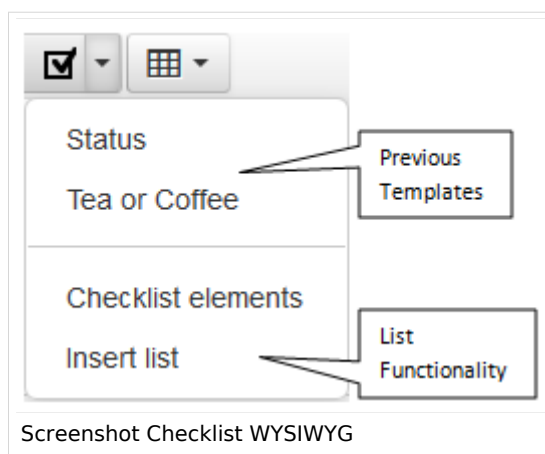 Status
Tea or Coffee
Previous
Templates
Checklist elements
Insert list
List
Functionality
Screenshot Checklist WYSIWYG